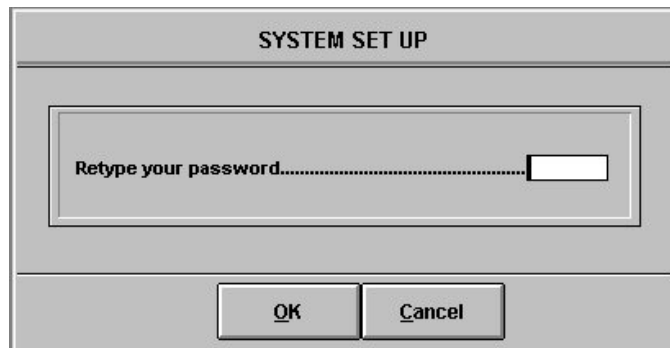 SYSTEM SET UP
Retype your password.................................................
OK Cancel